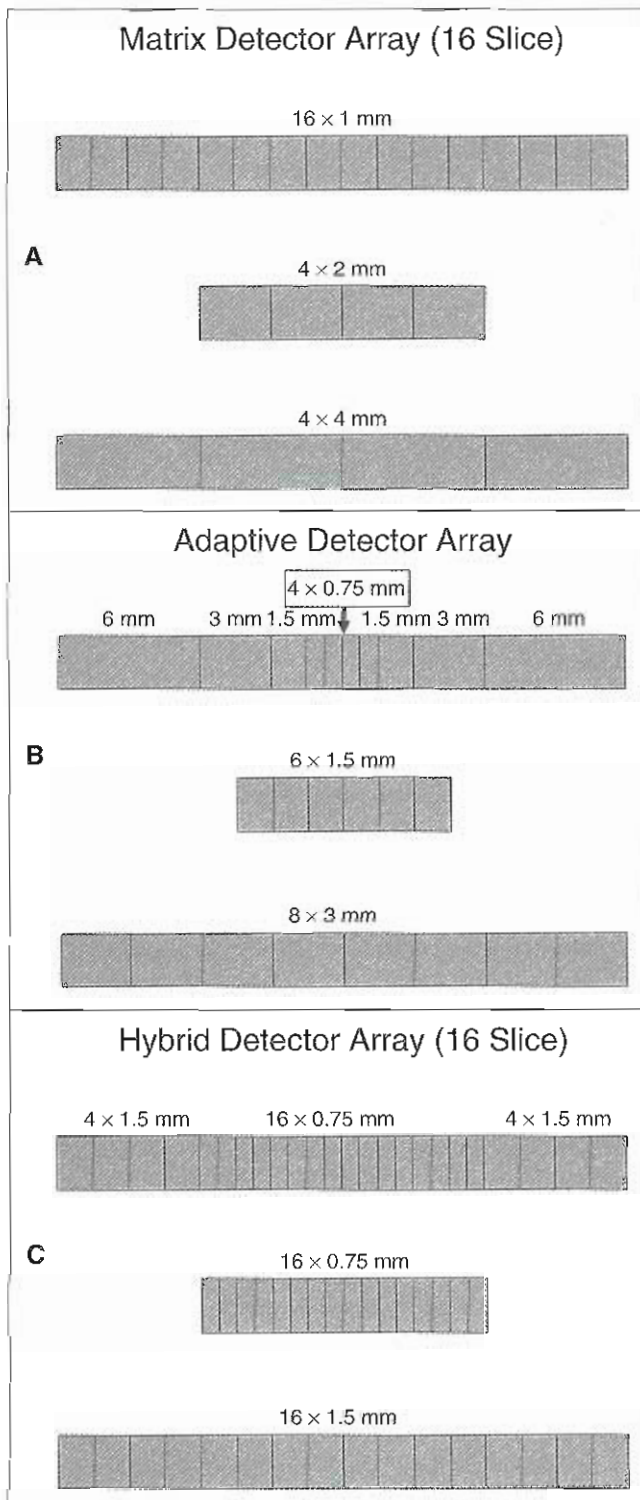 Matrix Detector Array (16 Slice)
16 × 1 mm
A
4 × 2 mm
4 × 4 mm
Adaptive Detector Array
4 × 0.75 mm
6 mm 3 mm 1.5 mm 1.5 mm 3 mm 6 mm
B
6 × 1.5 mm
8 × 3 mm
Hybrid Detector Array (16 Slice)
4 × 1.5 mm 16 × 0.75 mm 4 × 1.5 mm
C
16 × 0.75 mm
16 × 1.5 mm